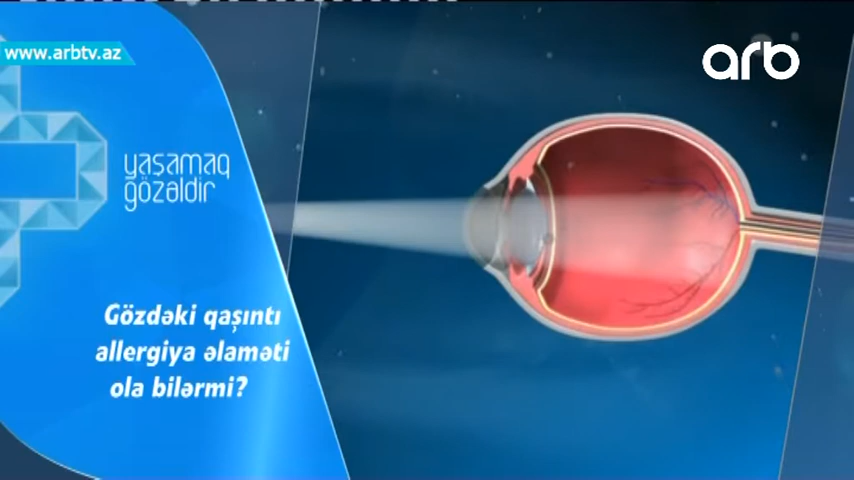 www.arbtv.az
arb
yaşamaq
gözəldir
Gözdəki qaşıntı
allergiya əlaməti
ola bilərmi?